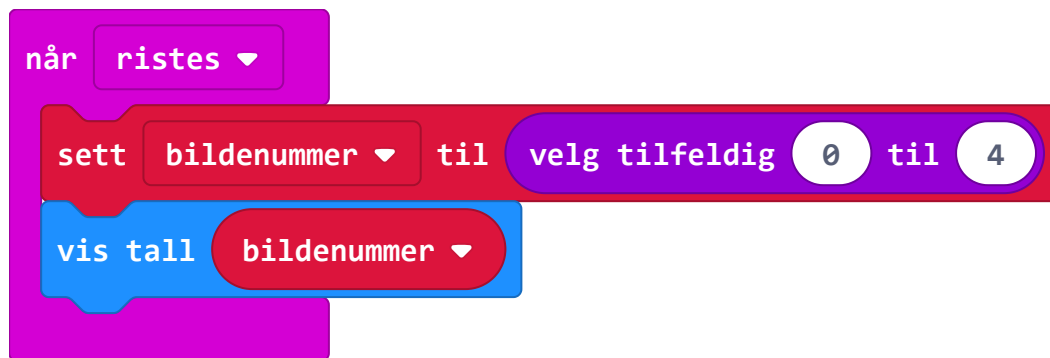 når ristes
sett bildenummer til velg tilfeldig 0 til 4
vis tall bildenummer